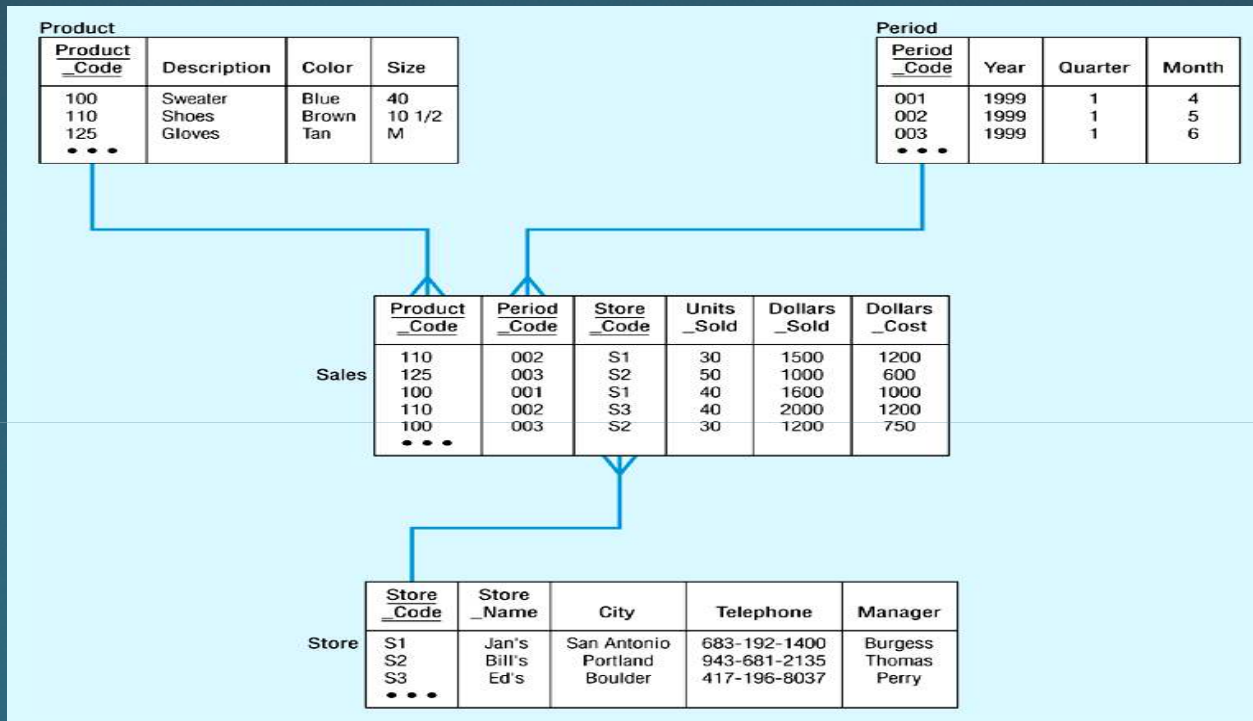 Product
Product _Code Description Color Size
100 Sweater Blue 40
110 Shoes Brown 10 1/2
125 Gloves Tan M
• • •
Period
Period _Code Year Quarter Month
001 1999 1 4
002 1999 1 5
003 1999 1 6
• • •
Sales
Product _Code Period _Code Store _Code Units _Sold Dollars _Sold Dollars _Cost
110 002 S1 30 1500 1200
125 003 S2 50 1000 600
100 001 S1 40 1600 1000
110 002 S3 40 2000 1200
100 003 S2 30 1200 750
• • •
Store
Store _Code Store _Name City Telephone Manager
S1 Jan's San Antonio 683-192-1400 Burgess
S2 Bill's Portland 943-681-2135 Thomas
S3 Ed's Boulder 417-196-8037 Perry
• • •